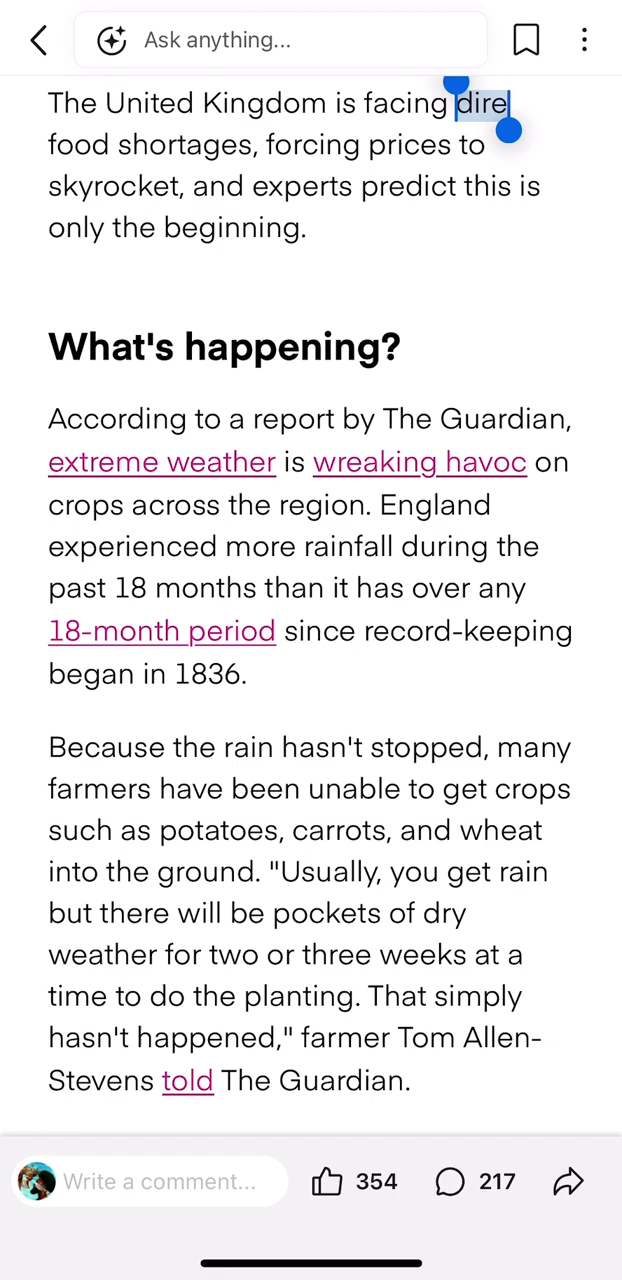 Ask anything...
The United Kingdom is facing dire
food shortages, forcing prices to
skyrocket, and experts predict this is
only the beginning.
What's happening?
According to a report by The Guardian,
extreme weather is wreaking havoc on
crops across the region. England
experienced more rainfall during the
past 18 months than it has over any
18-month period since record-keeping
began in 1836.
Because the rain hasn't stopped, many
farmers have been unable to get crops
such as potatoes, carrots, and wheat
into the ground. "Usually, you get rain
but there will be pockets of dry
weather for two or three weeks at a
time to do the planting. That simply
hasn't happened," farmer Tom Allen-
Stevens told The Guardian.
Write a comment... 354 217